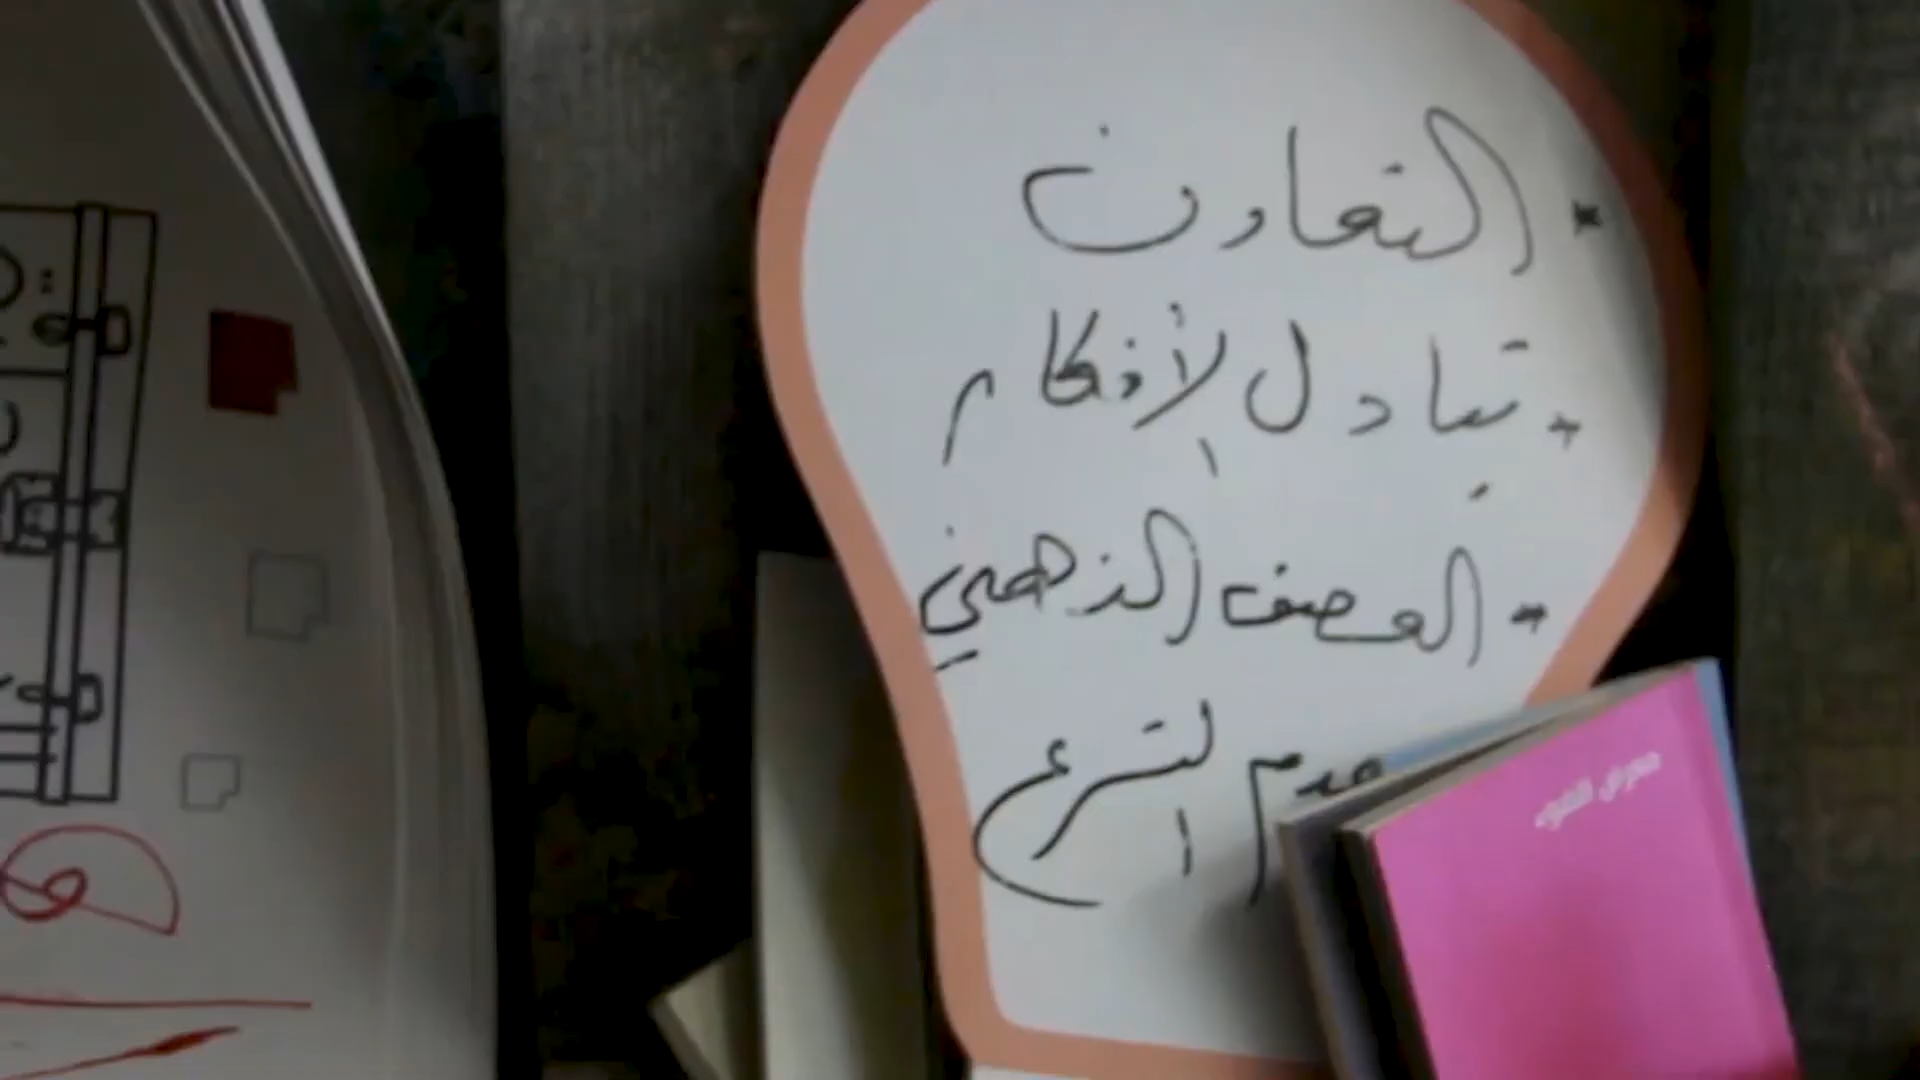 * التعاون
+ تبادل الأفكار
* العصف الذهني
عدم التسرع